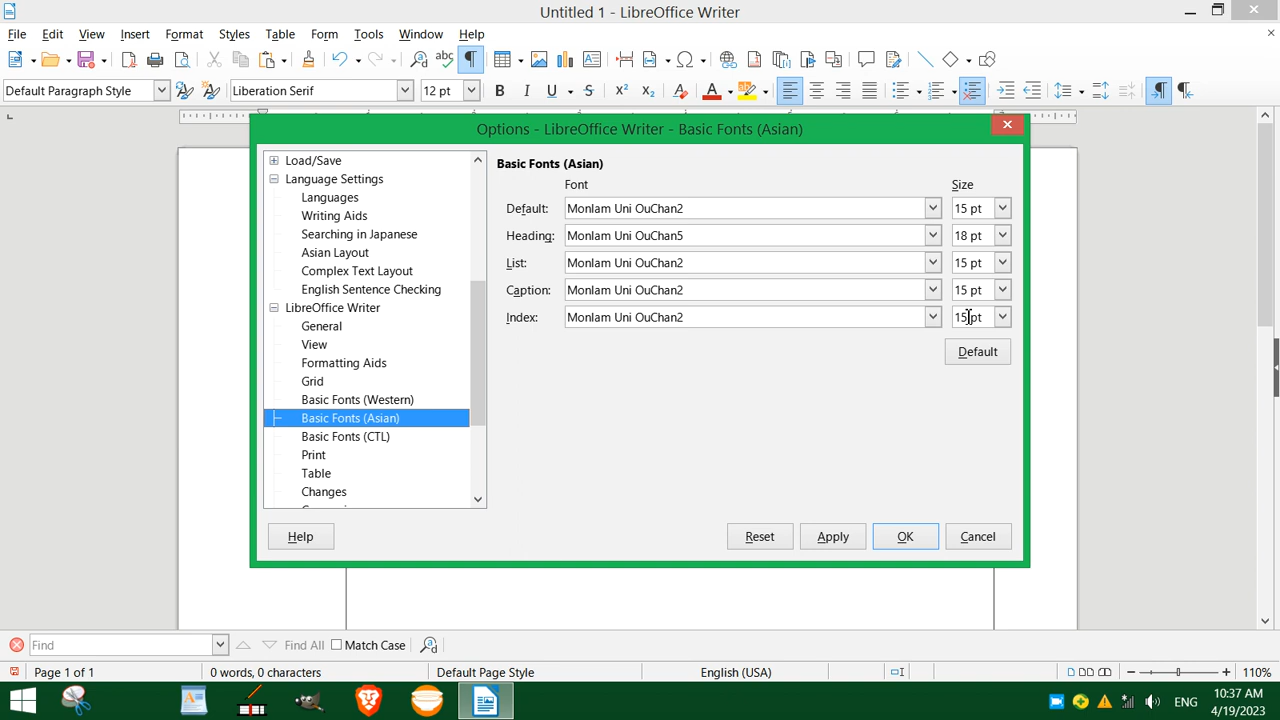 Untitled 1 - LibreOffice Writer
File Edit View Insert Format Styles Table Form Tools Window Help
Default Paragraph Style Liberation Serif 12 pt
Options - LibreOffice Writer - Basic Fonts (Asian)
Load/Save
Language Settings
Languages
Writing Aids
Searching in Japanese
Asian Layout
Complex Text Layout
English Sentence Checking
LibreOffice Writer
General
View
Formatting Aids
Grid
Basic Fonts (Western)
Basic Fonts (Asian)
Basic Fonts (CTL)
Print
Table
Changes
Basic Fonts (Asian)
Font Size
Default: Monlam Uni OuChan2 15 pt
Heading: Monlam Uni OuChan5 18 pt
List: Monlam Uni OuChan2 15 pt
Caption: Monlam Uni OuChan2 15 pt
Index: Monlam Uni OuChan2 15 pt
Default
Help Reset Apply OK Cancel
Find Find All Match Case
Page 1 of 1 0 words, 0 characters Default Page Style English (USA) 110%
ENG 10:37 AM
4/19/2023